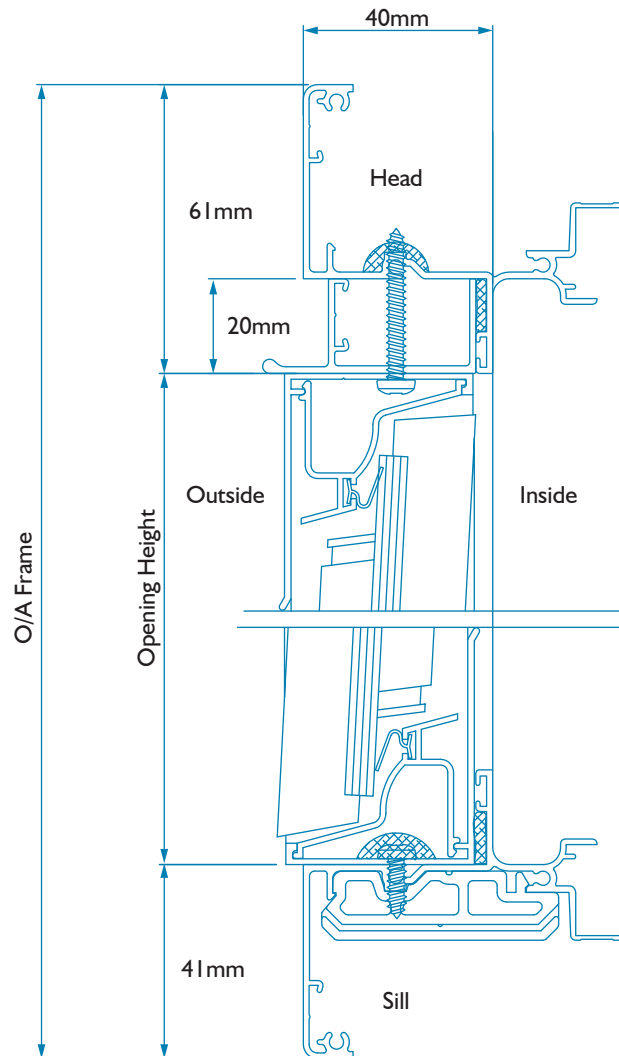 40mm
Head
61mm
20mm
Outside
Inside
O/A Frame
Opening Height
41mm
Sill